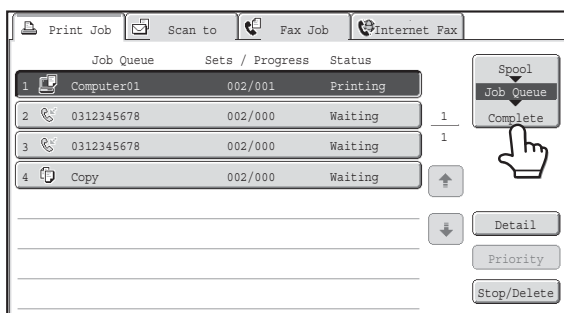 Print Job Scan to Fax Job Internet Fax
Job Queue Sets / Progress Status
1 Computer01 002/001 Printing
2 0312345678 002/000 Waiting
3 0312345678 002/000 Waiting
4 Copy 002/000 Waiting
1
1
Spool
Job Queue
Complete
Detail
Priority
Stop/Delete